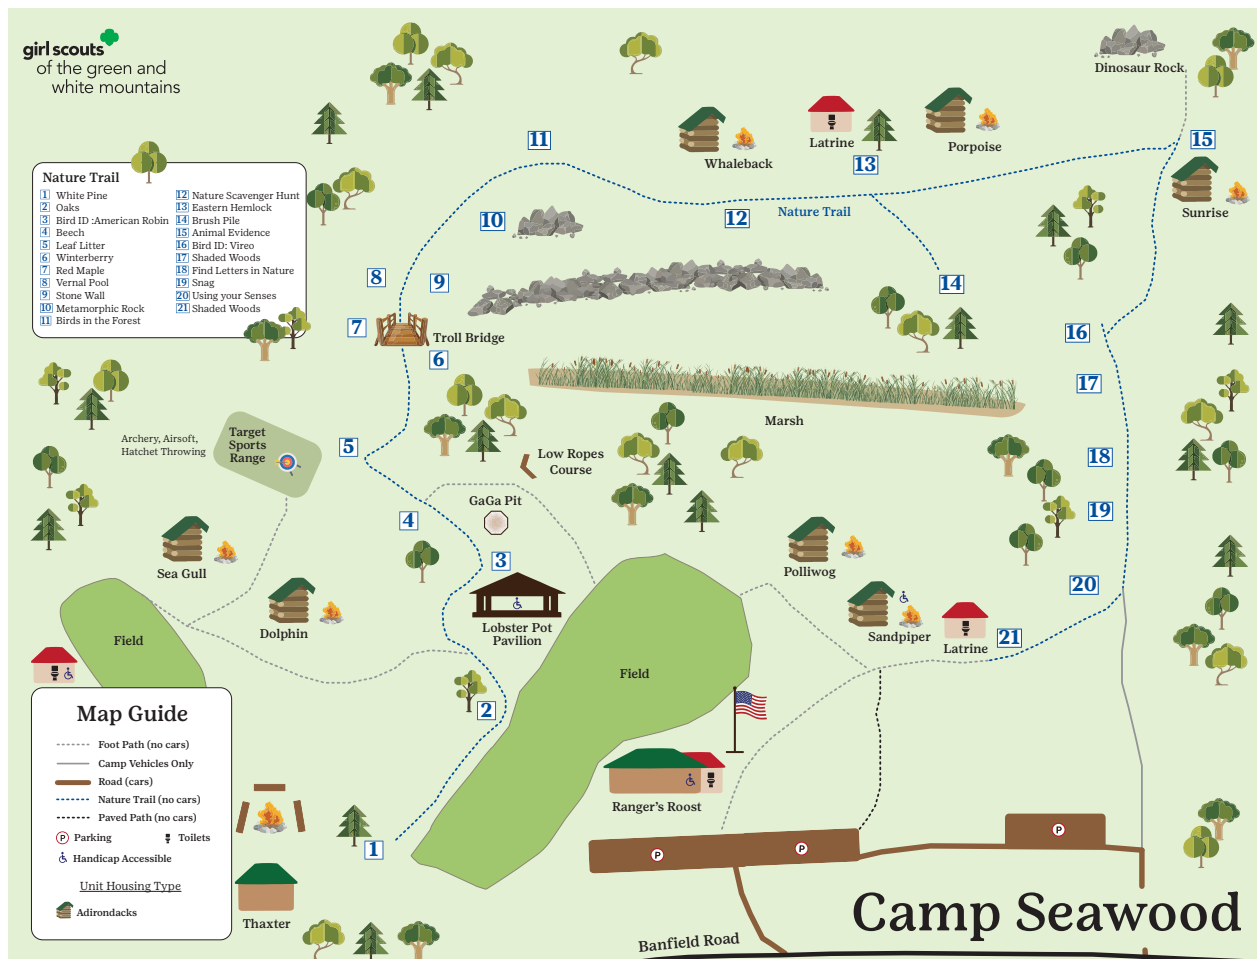 girl scouts
of the green and
white mountains
Dinosaur Rock
Whaleback
Latrine
Porpoise
11
13
15
Sunrise
Nature Trail
1 White Pine
2 Oaks
3 Bird ID :American Robin
4 Beech
5 Leaf Litter
6 Winterberry
7 Red Maple
8 Vernal Pool
9 Stone Wall
10 Metamorphic Rock
11 Birds in the Forest
12 Nature Scavenger Hunt
13 Eastern Hemlock
14 Brush Pile
15 Animal Evidence
16 Bird ID: Vireo
17 Shaded Woods
18 Find Letters in Nature
19 Snag
20 Using your Senses
21 Shaded Woods
10
12
Nature Trail
8
9
14
7
Troll Bridge
6
16
17
Marsh
Archery, Airsoft,
Hatchet Throwing
Target
Sports
Range
5
Low Ropes
Course
18
GaGa Pit
4
19
3
Sea Gull
Polliwog
20
Dolphin
Lobster Pot
Pavilion
Sandpiper
Latrine
21
Field
Field
2
Map Guide
Foot Path (no cars)
Camp Vehicles Only
Road (cars)
Nature Trail (no cars)
Paved Path (no cars)
P Parking
Toilets
Handicap Accessible
Unit Housing Type
Adirondacks
Ranger's Roost
1
P
P
P
Thaxter
Camp Seawood
Banfield Road